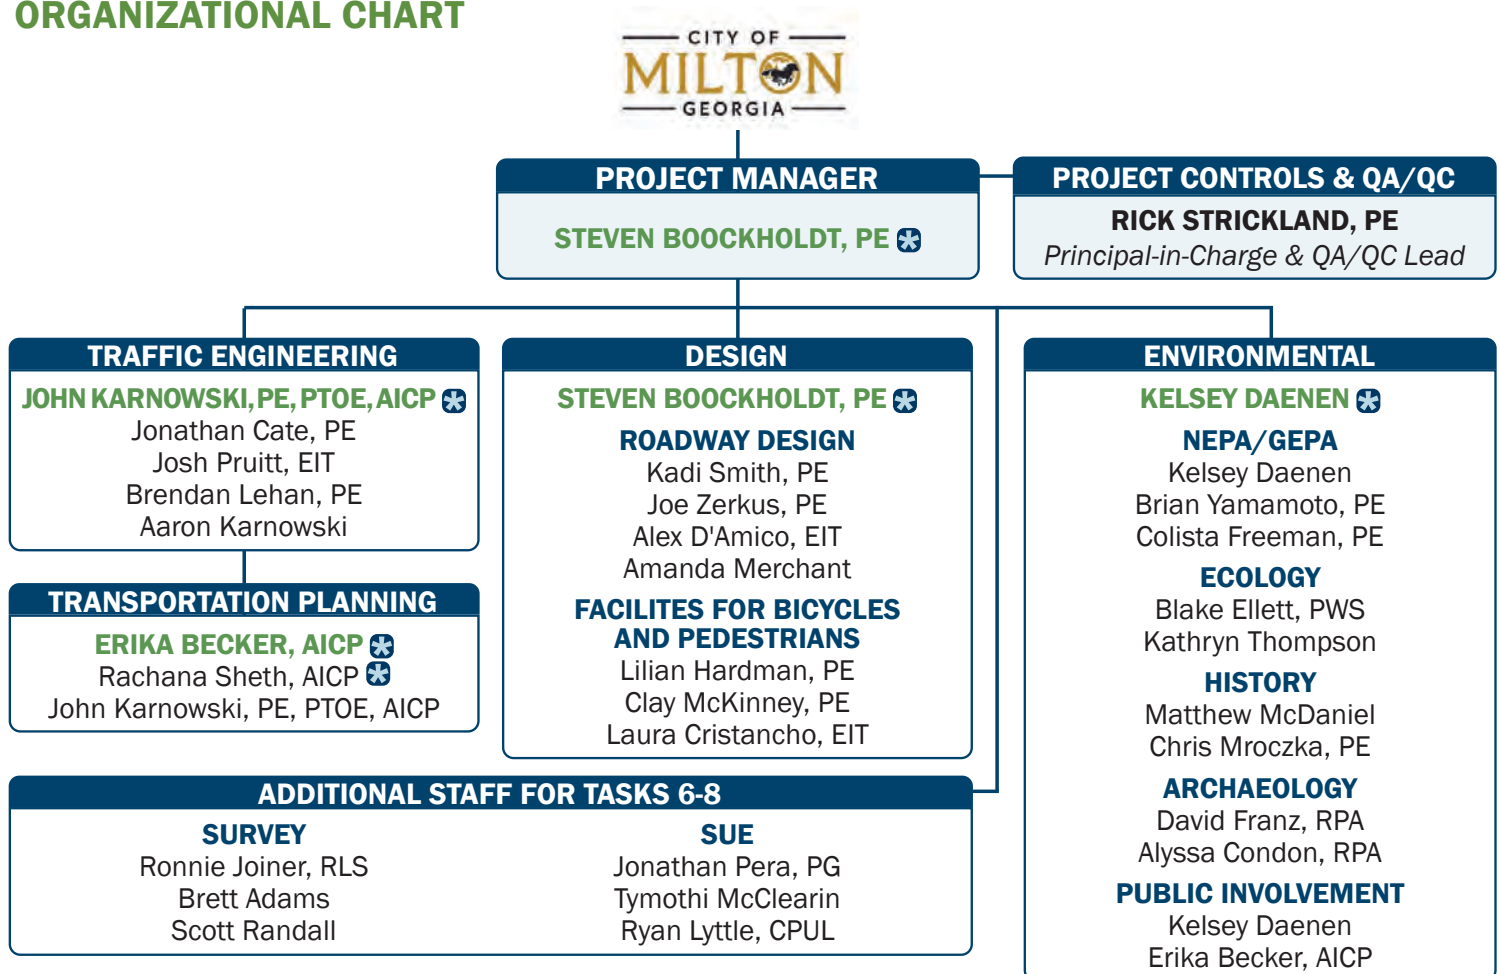 ORGANIZATIONAL CHART
CITY OF
MILTON
GEORGIA
PROJECT MANAGER
STEVEN BOOCKHOLDT, PE
PROJECT CONTROLS & QA/QC
RICK STRICKLAND, PE
Principal-in-Charge & QA/QC Lead
TRAFFIC ENGINEERING
JOHN KARNOWSKI, PE, PTOE, AICP
Jonathan Cate, PE
Josh Pruitt, EIT
Brendan Lehan, PE
Aaron Karnowski
TRANSPORTATION PLANNING
ERIKA BECKER, AICP
Rachana Sheth, AICP
John Karnowski, PE, PTOE, AICP
DESIGN
STEVEN BOOCKHOLDT, PE
ROADWAY DESIGN
Kadi Smith, PE
Joe Zerkus, PE
Alex D'Amico, EIT
Amanda Merchant
FACILITES FOR BICYCLES
AND PEDESTRIANS
Lilian Hardman, PE
Clay McKinney, PE
Laura Cristancho, EIT
ENVIRONMENTAL
KELSEY DAENEN
NEPA/GEPA
Kelsey Daenen
Brian Yamamoto, PE
Colista Freeman, PE
ECOLOGY
Blake Ellett, PWS
Kathryn Thompson
HISTORY
Matthew McDaniel
Chris Mroczka, PE
ARCHAEOLOGY
David Franz, RPA
Alyssa Condon, RPA
PUBLIC INVOLVEMENT
Kelsey Daenen
Erika Becker, AICP
ADDITIONAL STAFF FOR TASKS 6-8
SURVEY
Ronnie Joiner, RLS
Brett Adams
Scott Randall
SUE
Jonathan Pera, PG
Tymothi McClearin
Ryan Lyttle, CPUL